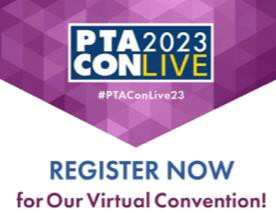 PTA2023
CONLIVE
#PTAConLive23
REGISTER NOW
for Our Virtual Convention!